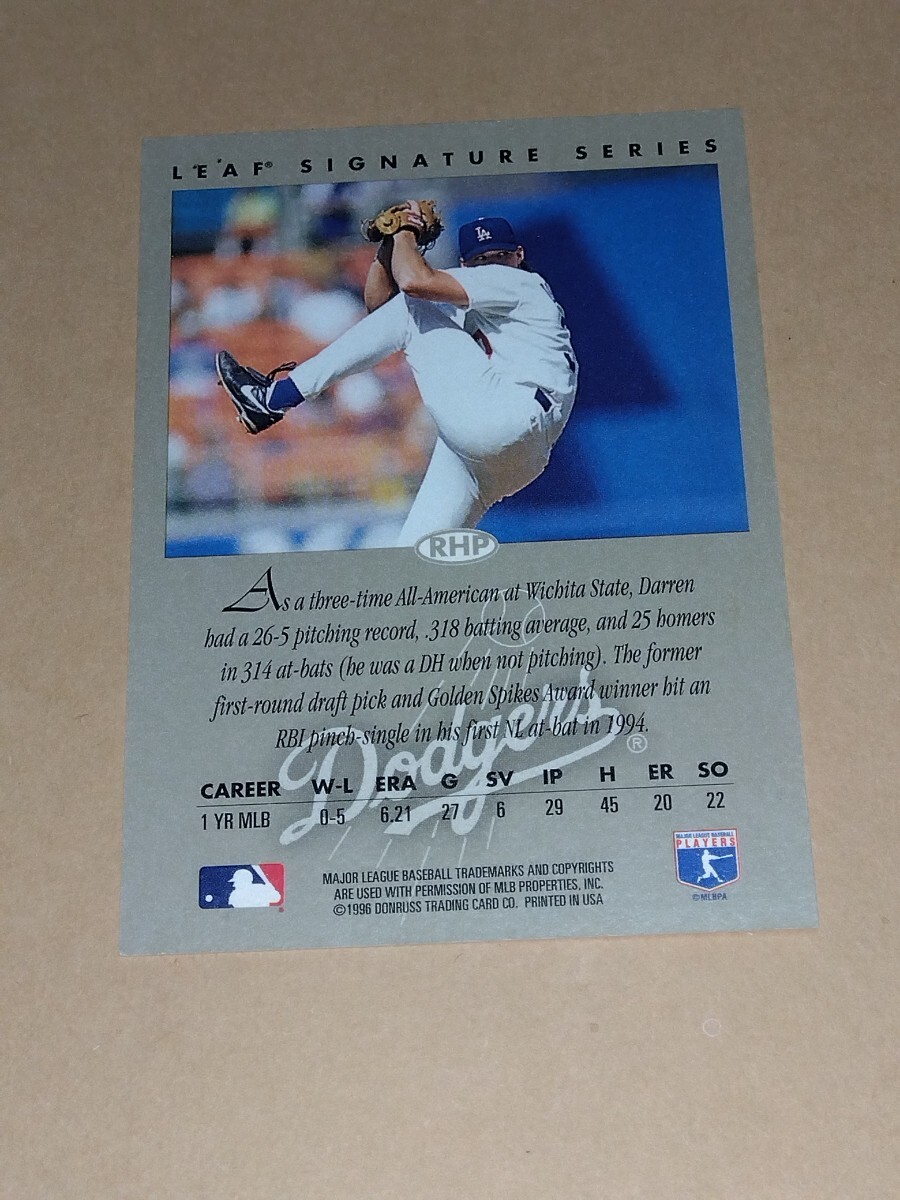 LEAF® SIGNATURE SERIES
LA
RHP
As a three-time All-American at Wichita State, Darren
had a 26-5 pitching record, .318 batting average, and 25 homers
in 314 at-bats (he was a DH when not pitching). The former
first-round draft pick and Golden Spikes Award winner hit an
RBI pinch-single in his first NL at-bat in 1994.
Dodgers®
CAREER W-L ERA G SV IP H ER SO
1 YR MLB 0-5 6.21 27 6 29 45 20 22
MAJOR LEAGUE BASEBALL TRADEMARKS AND COPYRIGHTS
ARE USED WITH PERMISSION OF MLB PROPERTIES, INC.
©1996 DONRUSS TRADING CARD CO. PRINTED IN USA
MAJOR LEAGUE BASEBALL
PLAYERS
©MLBPA